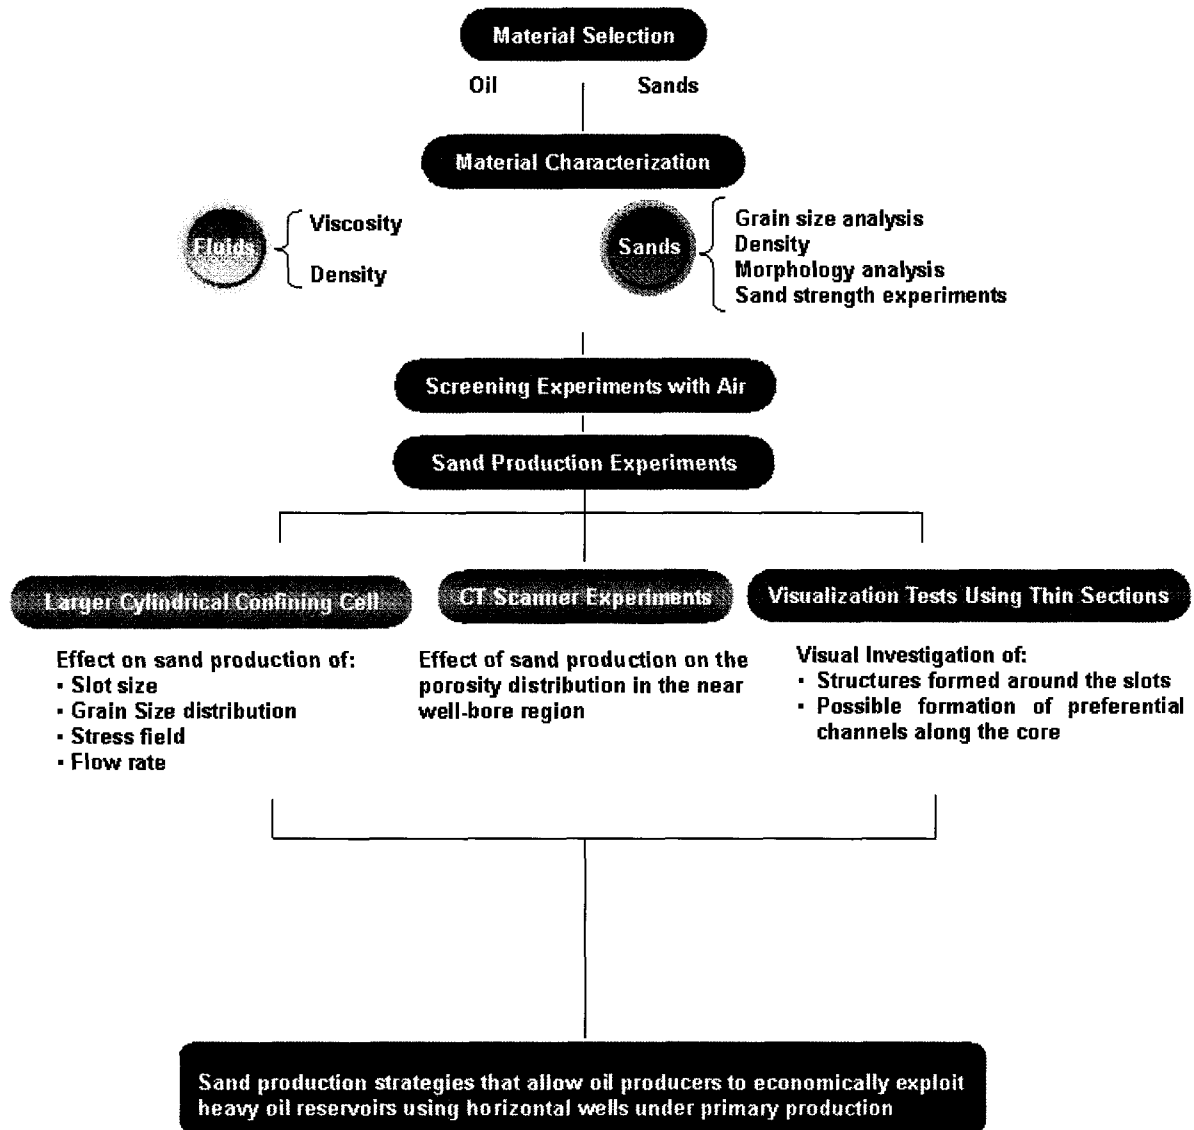 Material Selection
Oil
Sands
Material Characterization
Fluids
Viscosity
Density
Sands
Grain size analysis
Density
Morphology analysis
Sand strength experiments
Screening Experiments with Air
Sand Production Experiments
Larger Cylindrical Confining Cell
Effect on sand production of:
▪ Slot size
▪ Grain Size distribution
▪ Stress field
▪ Flow rate
CT Scanner Experiments
Effect of sand production on the
porosity distribution in the near
well-bore region
Visualization Tests Using Thin Sections
Visual Investigation of:
▪ Structures formed around the slots
▪ Possible formation of preferential
channels along the core
Sand production strategies that allow oil producers to economically exploit
heavy oil reservoirs using horizontal wells under primary production